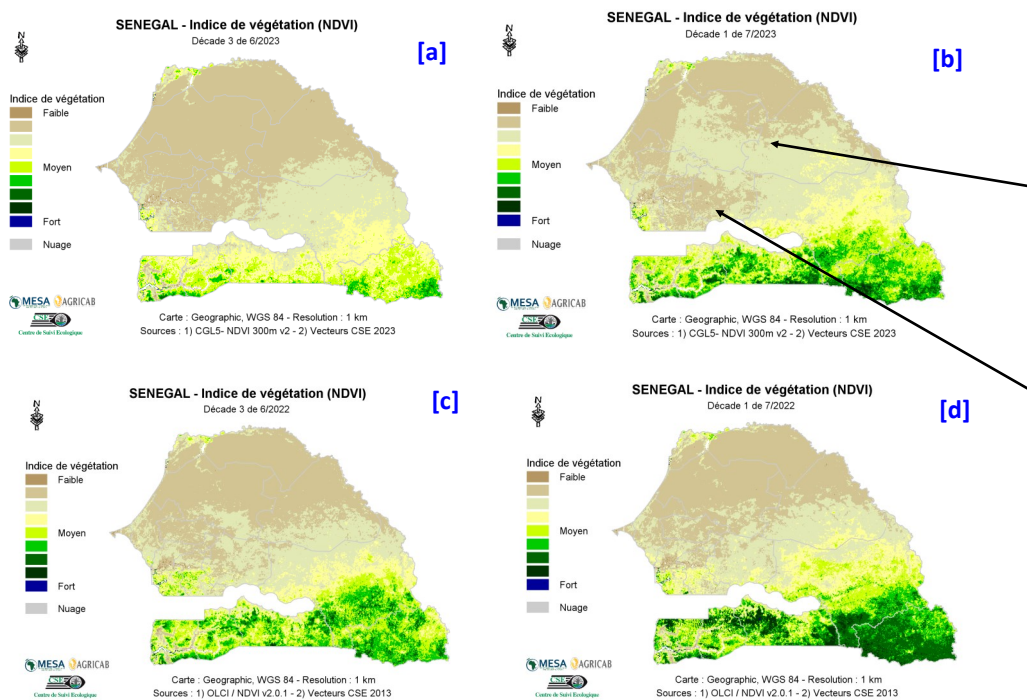 SENEGAL - Indice de végétation (NDVI)
Décade 3 de 6/2023
[a]
N
Indice de végétation
Faible
Moyen
Fort
Nuage
MESA AGRICAB
CSE
Centre de Suivi Ecologique
Carte : Geographic, WGS 84 - Resolution : 1 km
Sources : 1) CGL5- NDVI 300m v2 - 2) Vecteurs CSE 2023
SENEGAL - Indice de végétation (NDVI)
Décade 1 de 7/2023
[b]
N
Indice de végétation
Faible
Moyen
Fort
Nuage
MESA AGRICAB
CSE
Centre de Suivi Ecologique
Carte : Geographic, WGS 84 - Resolution : 1 km
Sources : 1) CGL5- NDVI 300m v2 - 2) Vecteurs CSE 2023
SENEGAL - Indice de végétation (NDVI)
Décade 3 de 6/2022
[c]
N
Indice de végétation
Faible
Moyen
Fort
Nuage
MESA AGRICAB
CSE
Centre de Suivi Ecologique
Carte : Geographic, WGS 84 - Resolution : 1 km
Sources : 1) OLCI / NDVI v2.0.1 - 2) Vecteurs CSE 2013
SENEGAL - Indice de végétation (NDVI)
Décade 1 de 7/2022
[d]
N
Indice de végétation
Faible
Moyen
Fort
Nuage
MESA AGRICAB
CSE
Centre de Suivi Ecologique
Carte : Geographic, WGS 84 - Resolution : 1 km
Sources : 1) OLCI / NDVI v2.0.1 - 2) Vecteurs CSE 2013